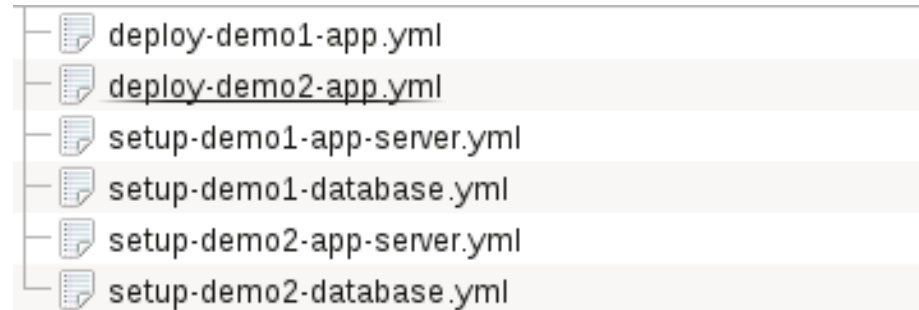 deploy-demo1-app.yml
deploy-demo2-app.yml
setup-demo1-app-server.yml
setup-demo1-database.yml
setup-demo2-app-server.yml
setup-demo2-database.yml